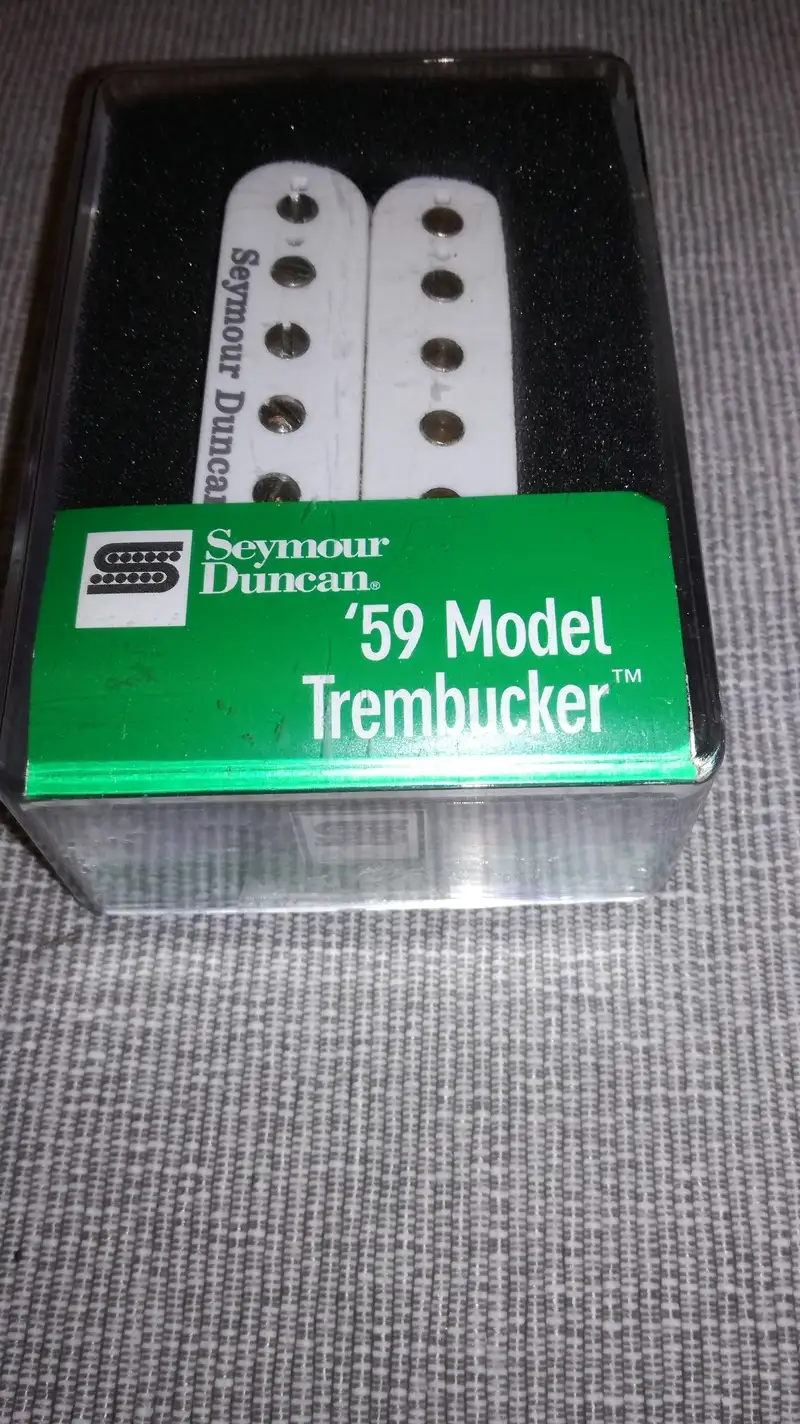 Seymour Duncan
Seymour
Duncan®
‘59 Model
Trembucker™